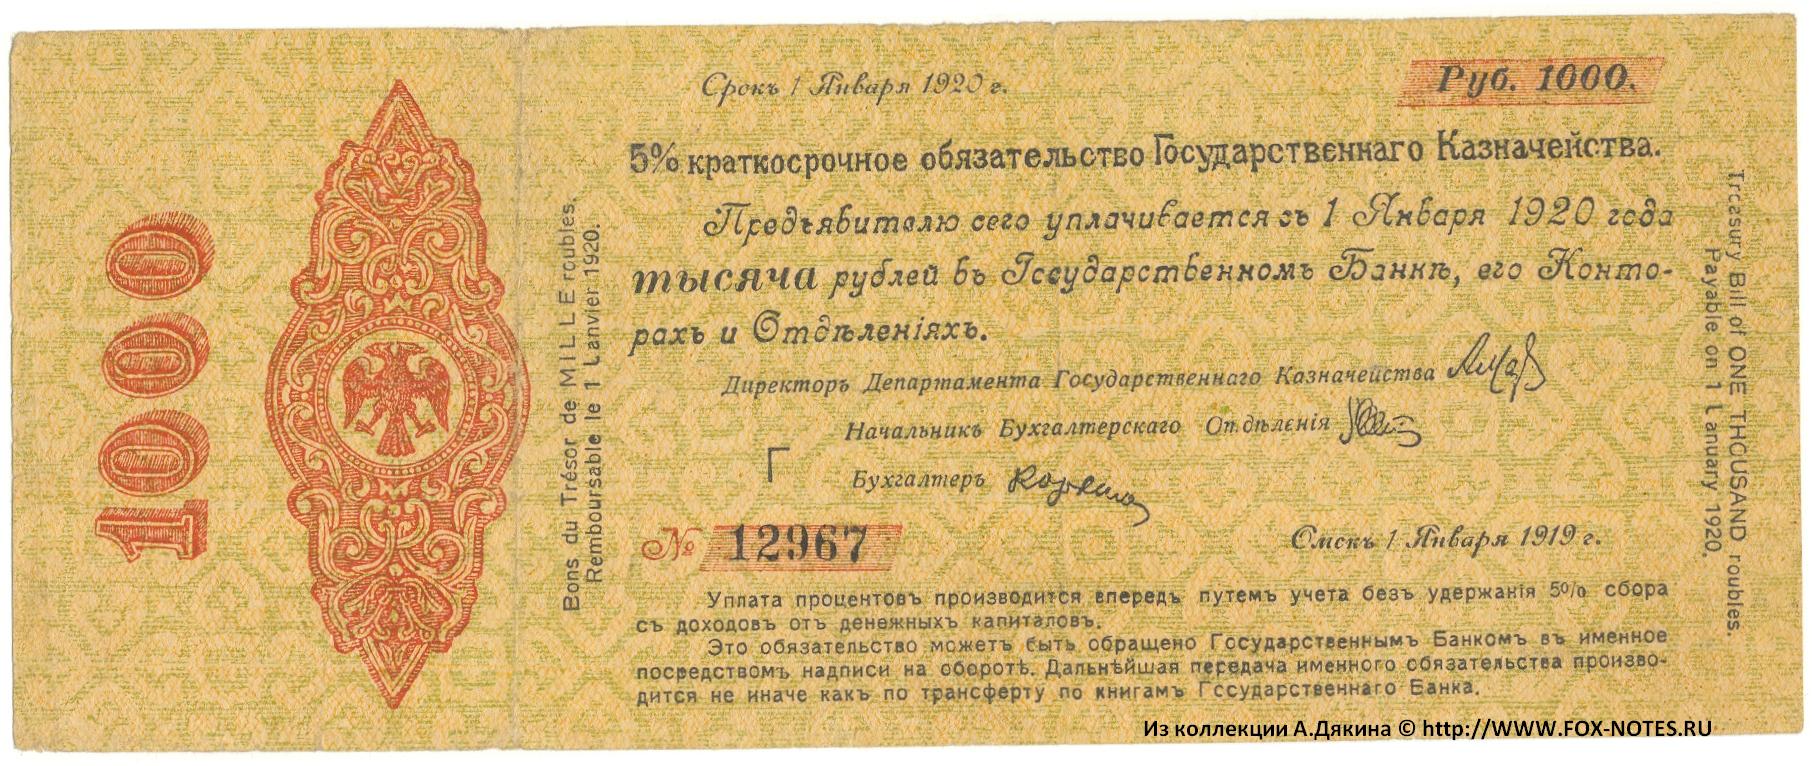 1000
Bons du Trésor de MILLE roubles.
Remboursable le 1 Lanvier 1920.
Срокъ 1 Января 1920 г.
Руб. 1000.
5% краткосрочное обязательство Государственнаго Казначейства.
Предъявителю сего уплачивается съ 1 Января 1920 года
тысяча рублей въ Государственномъ Банкѣ, его Конто-
рахъ и Отдѣленіяхъ.
Директоръ Департамента Государственнаго Казначейства
Начальникъ Бухгалтерскаго Отдѣленія
Г
Бухгалтеръ
№ 12967
Омскъ 1 Января 1919 г.
Уплата процентовъ производится впередъ путемъ учета безъ удержанія 5% сбора
съ доходовъ отъ денежныхъ капиталовъ.
Это обязательство можетъ быть обращено Государственнымъ Банкомъ въ именное
посредствомъ надписи на оборотѣ. Дальнѣйшая передача именного обязательства произво-
дится не иначе какъ по трансферту по книгамъ Государственнаго Банка.
Treasury Bill of ONE THOUSAND roubles.
Payable on 1 Lanuary 1920.
Из коллекции А.Дякина © http://WWW.FOX-NOTES.RU